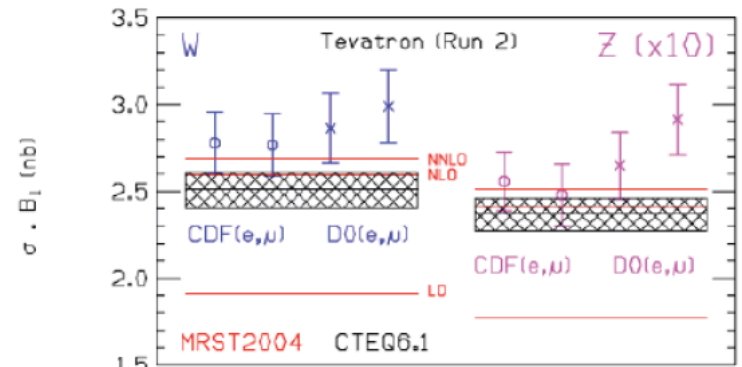 3.5
W Tevatron (Run 2) Z (x10)
3.0
σ . Bl (nb)
NNLO
NLO
2.5
CDF(e,μ) D0(e,μ)
CDF(e,μ) D0(e,μ)
2.0
LO
MRST2004 CTEQ6.1
1.5